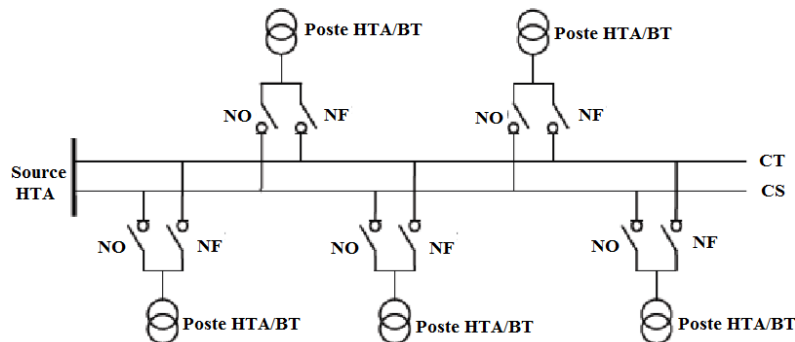 Poste HTA/BT
Poste HTA/BT
NO
NF
NO
NF
Source
HTA
CT
CS
NO
NF
NO
NF
NO
NF
Poste HTA/BT
Poste HTA/BT
Poste HTA/BT